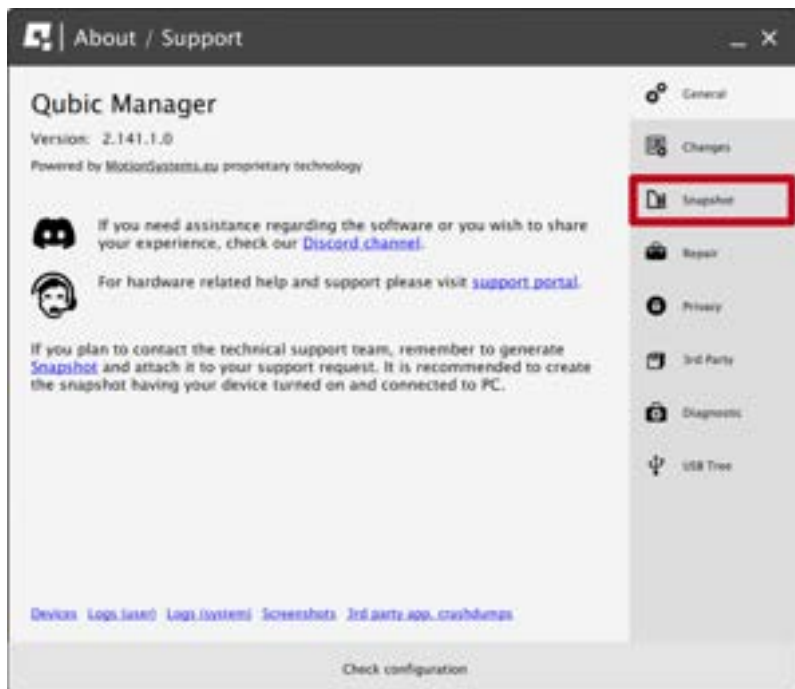 About / Support
Qubic Manager
Version: 2.141.1.0
Powered by MotionSystems.eu proprietary technology
If you need assistance regarding the software or you wish to share
your experience, check our Discord channel.
For hardware related help and support please visit support portal.
If you plan to contact the technical support team, remember to generate
Snapshot and attach it to your support request. It is recommended to create
the snapshot having your device turned on and connected to PC.
Devices Logs (user) Logs (system) Screenshots 3rd party app. crashdumps
General
Changes
Snapshot
Repair
Privacy
3rd Party
Diagnostic
USB Tree
Check configuration